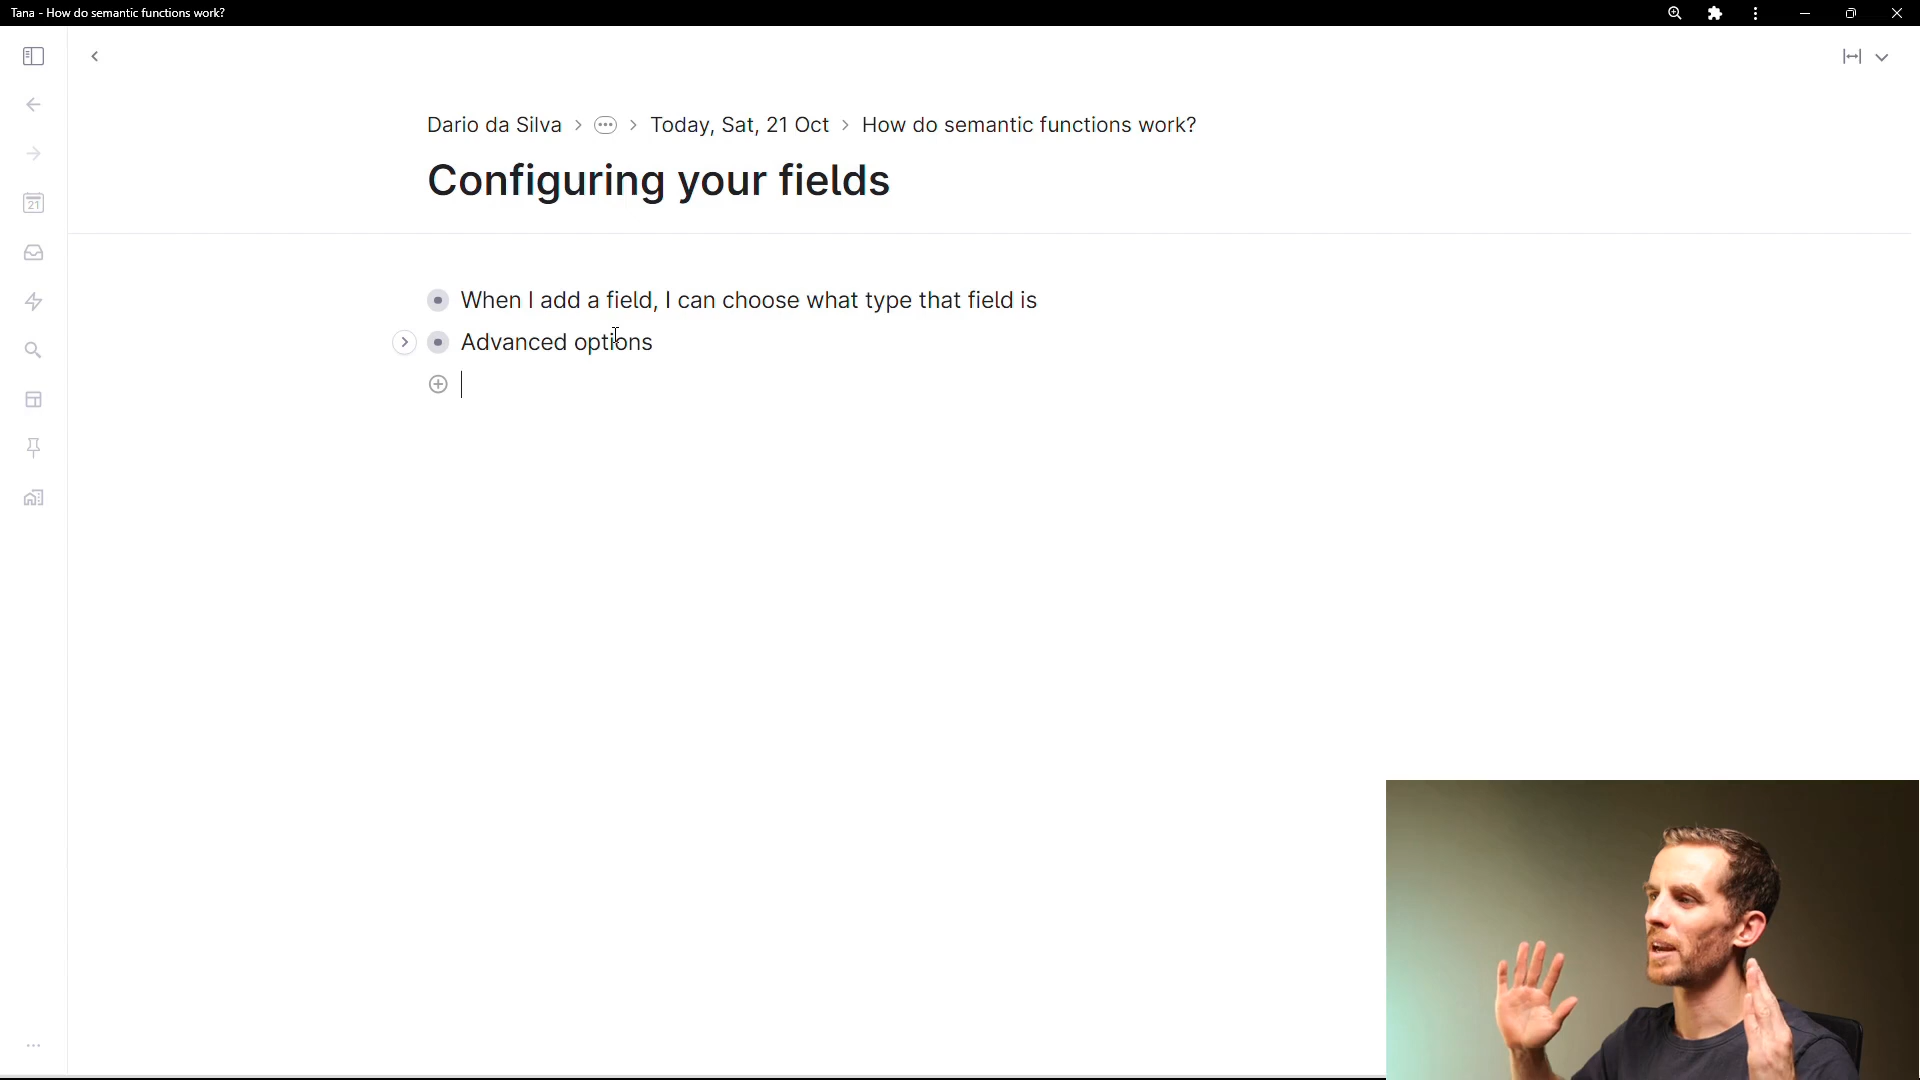 Tana - How do semantic functions work?
Dario da Silva > ... > Today, Sat, 21 Oct > How do semantic functions work?
Configuring your fields
21
When I add a field, I can choose what type that field is
Advanced options